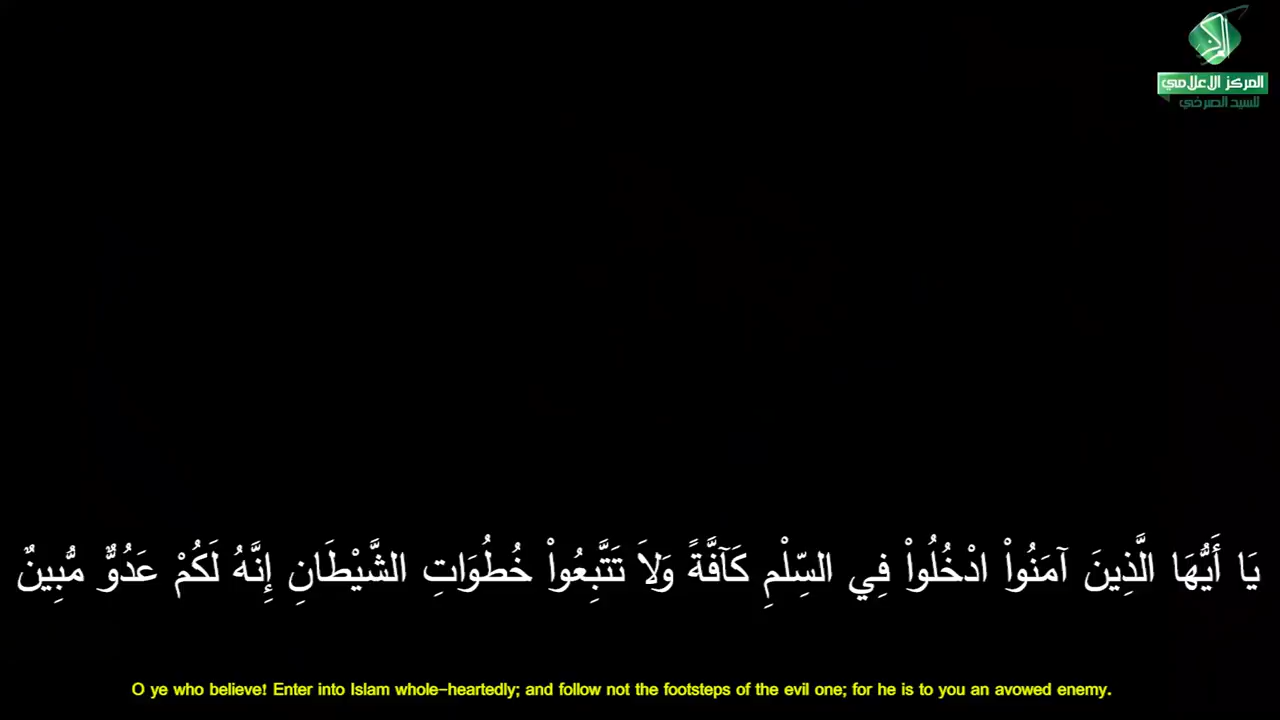 المركز الاعلامي
للسيد الصرخي
يَا أَيُّهَا الَّذِينَ آمَنُواْ ادْخُلُواْ فِي السِّلْمِ كَآفَّةً وَلاَ تَتَّبِعُواْ خُطُوَاتِ الشَّيْطَانِ إِنَّهُ لَكُمْ عَدُوٌّ مُّبِينٌ
O ye who believe! Enter into Islam whole-heartedly; and follow not the footsteps of the evil one; for he is to you an avowed enemy.